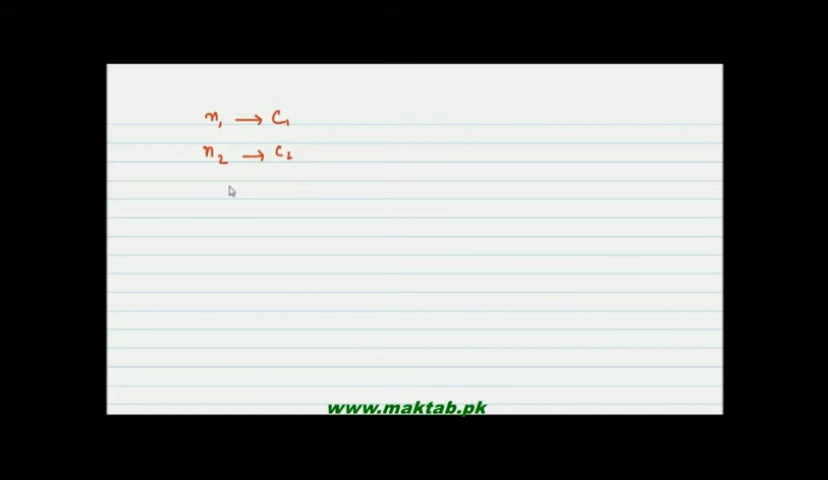 n₁ → C₁
n₂ → C₂
www.maktab.pk